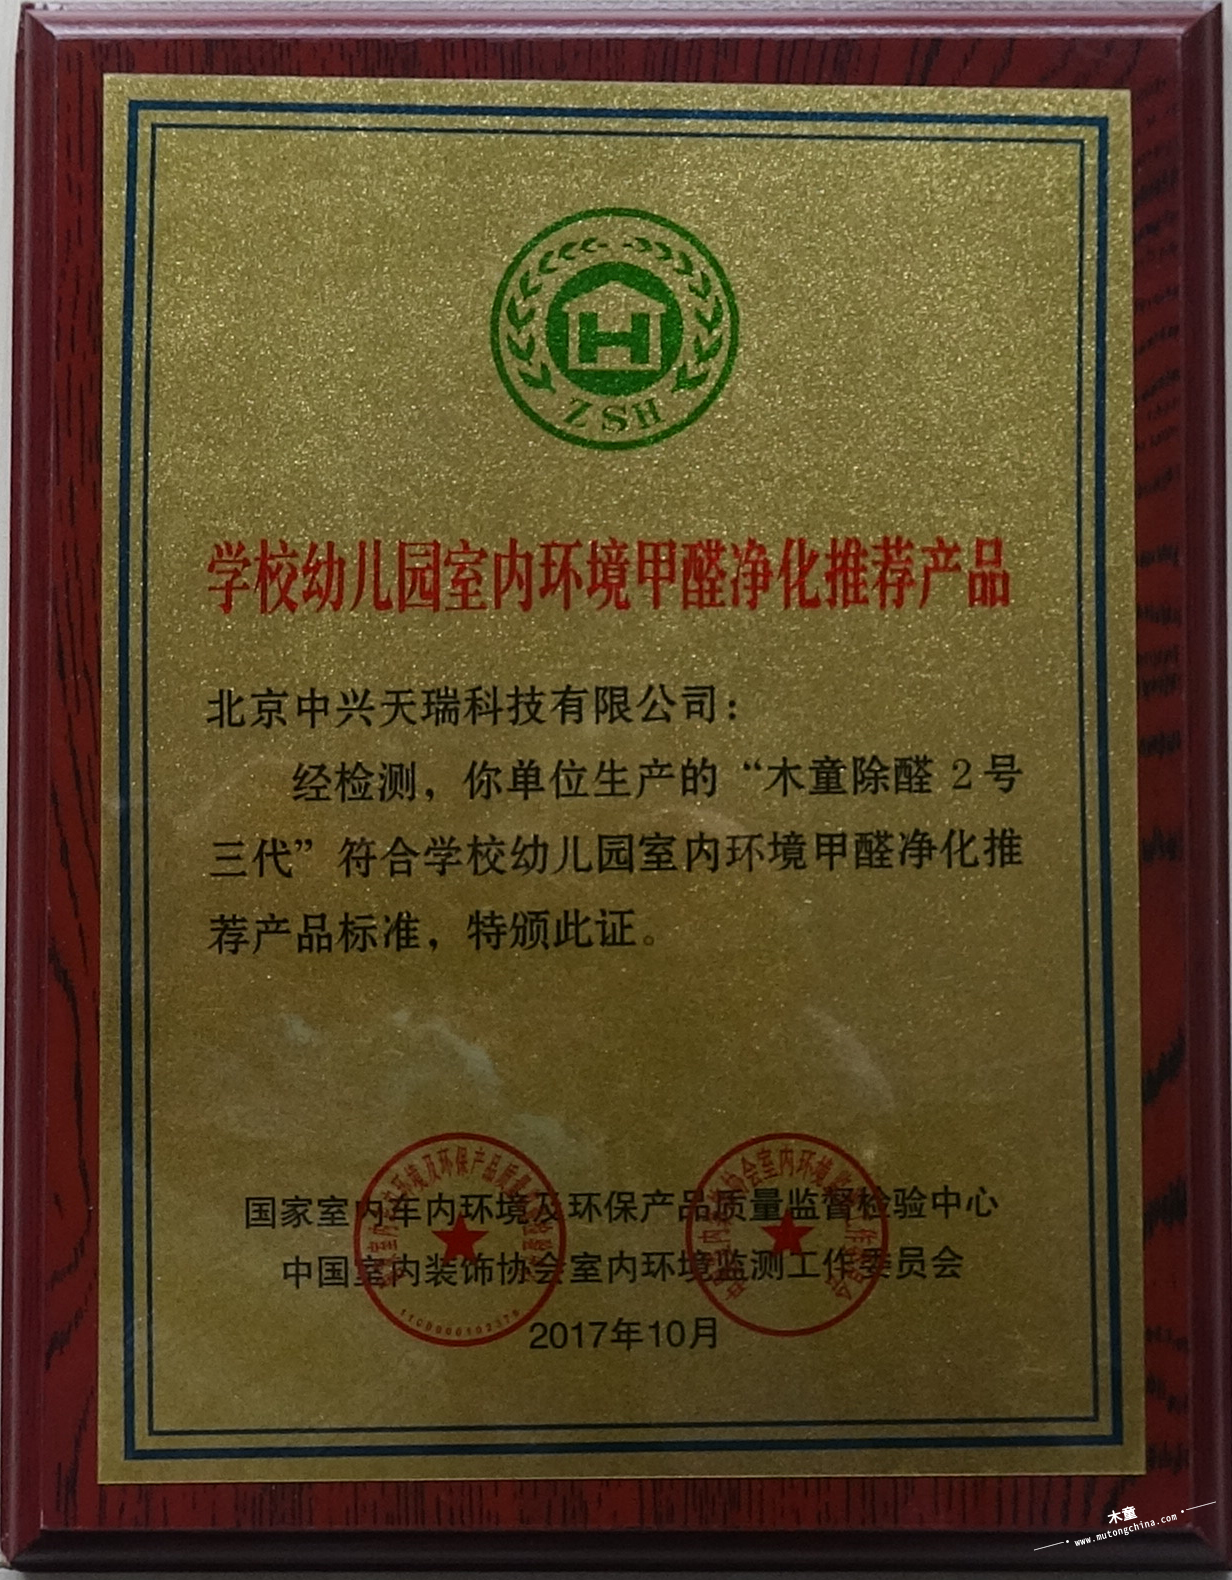 ZSH
学校幼儿园室内环境甲醛净化推荐产品
北京中兴天瑞科技有限公司：
经检测，你单位生产的“木童除醛 2 号
三代”符合学校幼儿园室内环境甲醛净化推
荐产品标准，特颁此证。
国家室内车内环境及环保产品质量监督检验中心
中国室内装饰协会室内环境监测工作委员会
2017年10月
木童
www.mutongchina.com